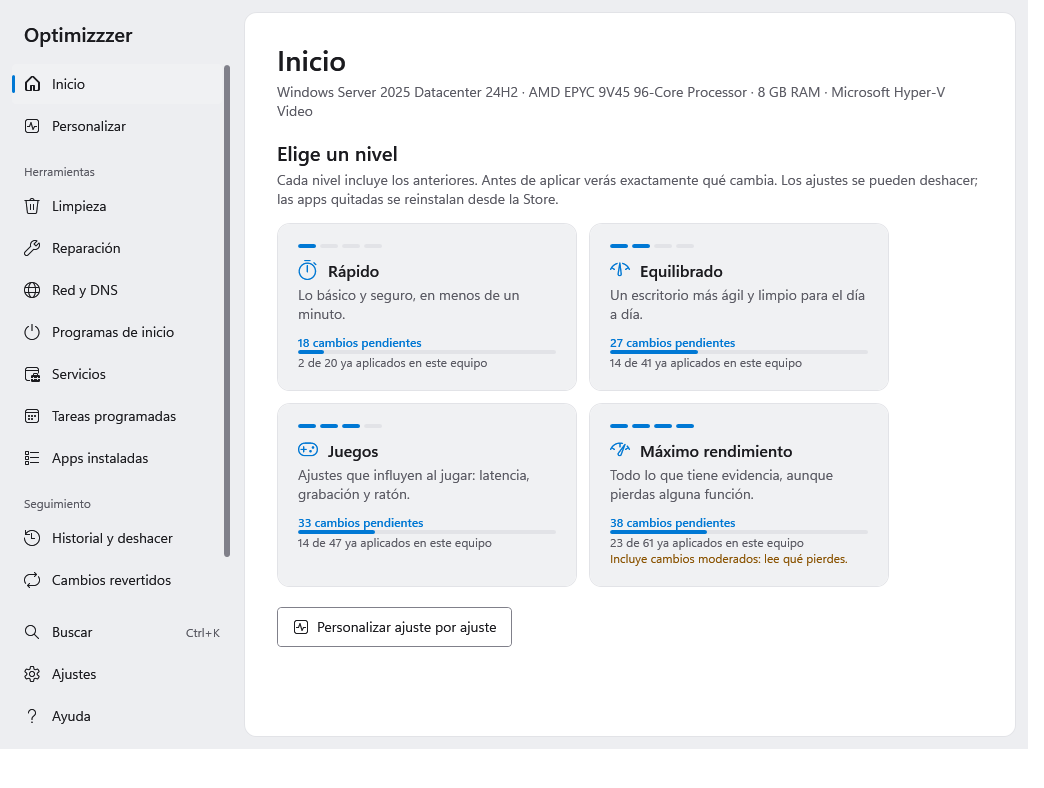 Optimizzzer
Inicio
Personalizar
Herramientas
Limpieza
Reparación
Red y DNS
Programas de inicio
Servicios
Tareas programadas
Apps instaladas
Seguimiento
Historial y deshacer
Cambios revertidos
Buscar Ctrl+K
Ajustes
Ayuda
Inicio
Windows Server 2025 Datacenter 24H2 · AMD EPYC 9V45 96-Core Processor · 8 GB RAM · Microsoft Hyper-V
Video
Elige un nivel
Cada nivel incluye los anteriores. Antes de aplicar verás exactamente qué cambia. Los ajustes se pueden deshacer;
las apps quitadas se reinstalan desde la Store.
Rápido
Lo básico y seguro, en menos de un
minuto.
18 cambios pendientes
2 de 20 ya aplicados en este equipo
Equilibrado
Un escritorio más ágil y limpio para el día
a día.
27 cambios pendientes
14 de 41 ya aplicados en este equipo
Juegos
Ajustes que influyen al jugar: latencia,
grabación y ratón.
33 cambios pendientes
14 de 47 ya aplicados en este equipo
Máximo rendimiento
Todo lo que tiene evidencia, aunque
pierdas alguna función.
38 cambios pendientes
23 de 61 ya aplicados en este equipo
Incluye cambios moderados: lee qué pierdes.
Personalizar ajuste por ajuste